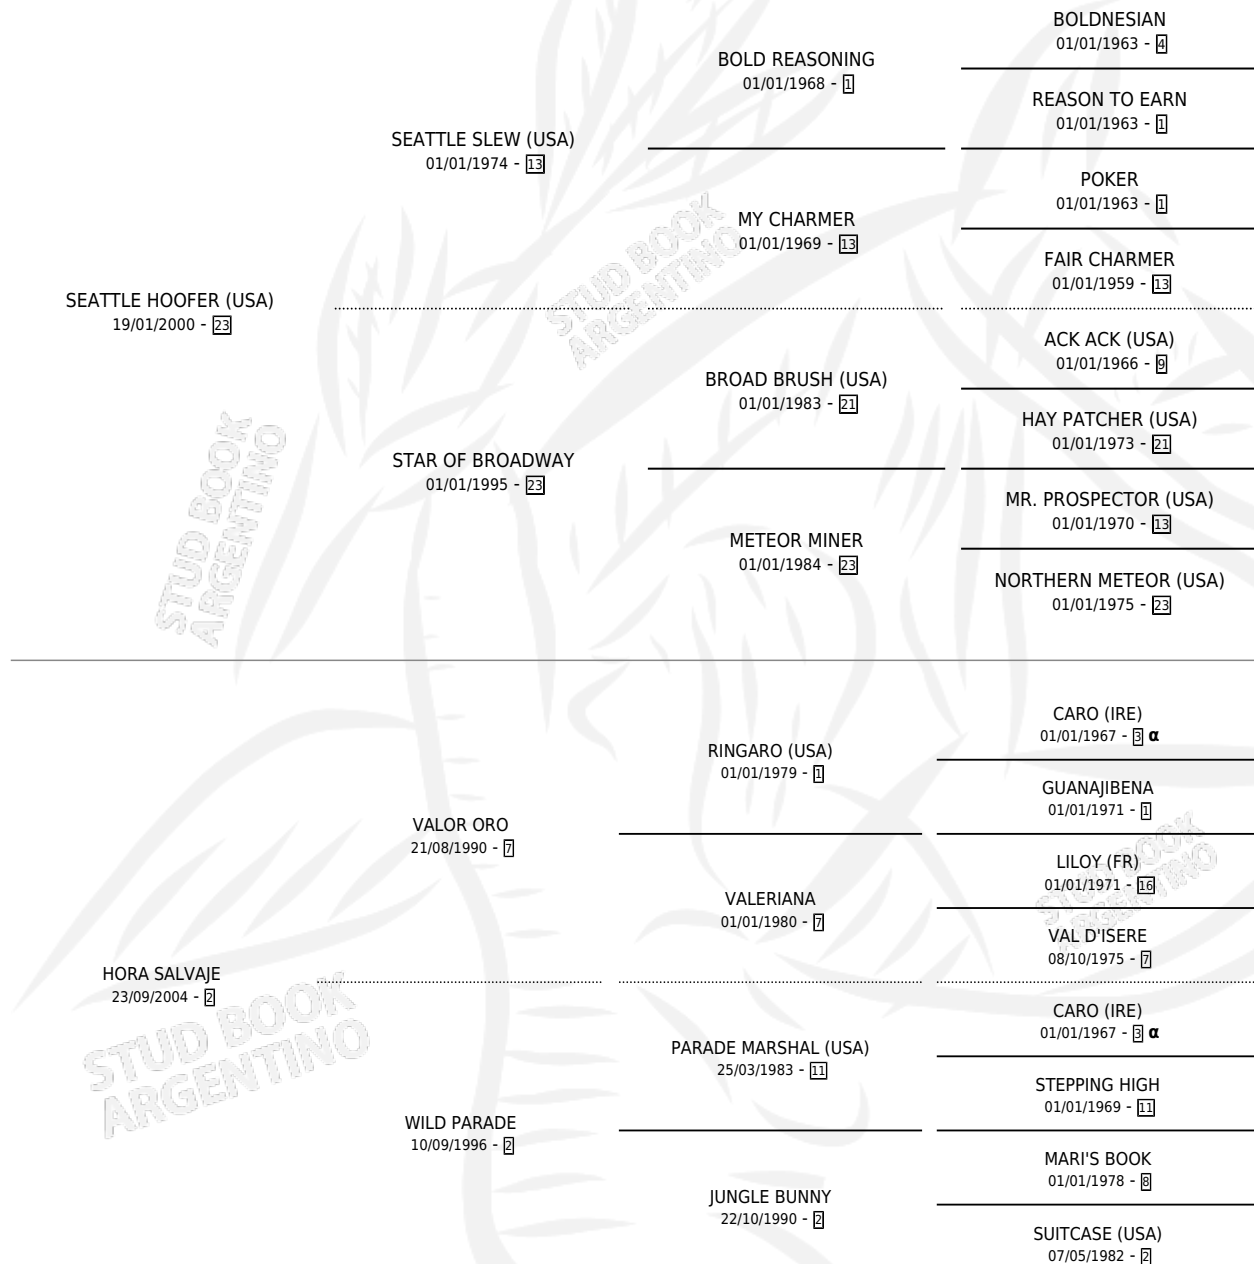 BOLDNESIAN
01/01/1963 - 4
BOLD REASONING
01/01/1968 - 1
REASON TO EARN
01/01/1963 - 1
SEATTLE SLEW (USA)
01/01/1974 - 13
POKER
01/01/1963 - 1
MY CHARMER
01/01/1969 - 13
FAIR CHARMER
01/01/1959 - 13
SEATTLE HOOFER (USA)
19/01/2000 - 23
ACK ACK (USA)
01/01/1966 - 9
BROAD BRUSH (USA)
01/01/1983 - 21
HAY PATCHER (USA)
01/01/1973 - 21
STAR OF BROADWAY
01/01/1995 - 23
MR. PROSPECTOR (USA)
01/01/1970 - 13
METEOR MINER
01/01/1984 - 23
NORTHERN METEOR (USA)
01/01/1975 - 23
CARO (IRE)
01/01/1967 - 3 α
RINGARO (USA)
01/01/1979 - 1
GUANAJIBENA
01/01/1971 - 1
VALOR ORO
21/08/1990 - 7
LILOY (FR)
01/01/1971 - 16
VALERIANA
01/01/1980 - 7
VAL D'ISERE
08/10/1975 - 7
HORA SALVAJE
23/09/2004 - 2
CARO (IRE)
01/01/1967 - 3 α
PARADE MARSHAL (USA)
25/03/1983 - 11
STEPPING HIGH
01/01/1969 - 11
WILD PARADE
10/09/1996 - 2
MARI'S BOOK
01/01/1978 - 8
JUNGLE BUNNY
22/10/1990 - 2
SUITCASE (USA)
07/05/1982 - 2
STUD BOOK
ARGENTINO
STUD BOOK
ARGENTINO
STUD BOOK
ARGENTINO
STUD BOOK
ARGENTINO